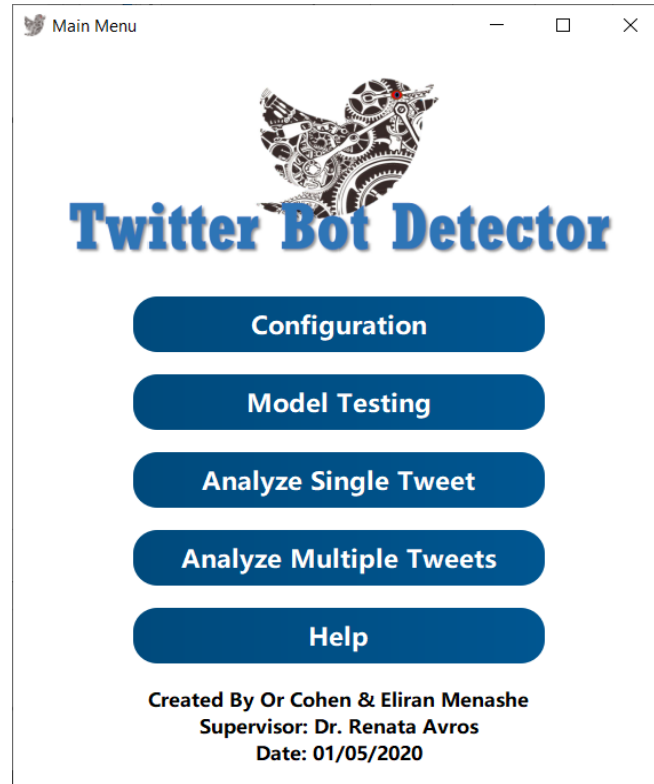 Main Menu
Twitter Bot Detector
Configuration
Model Testing
Analyze Single Tweet
Analyze Multiple Tweets
Help
Created By Or Cohen & Eliran Menashe
Supervisor: Dr. Renata Avros
Date: 01/05/2020